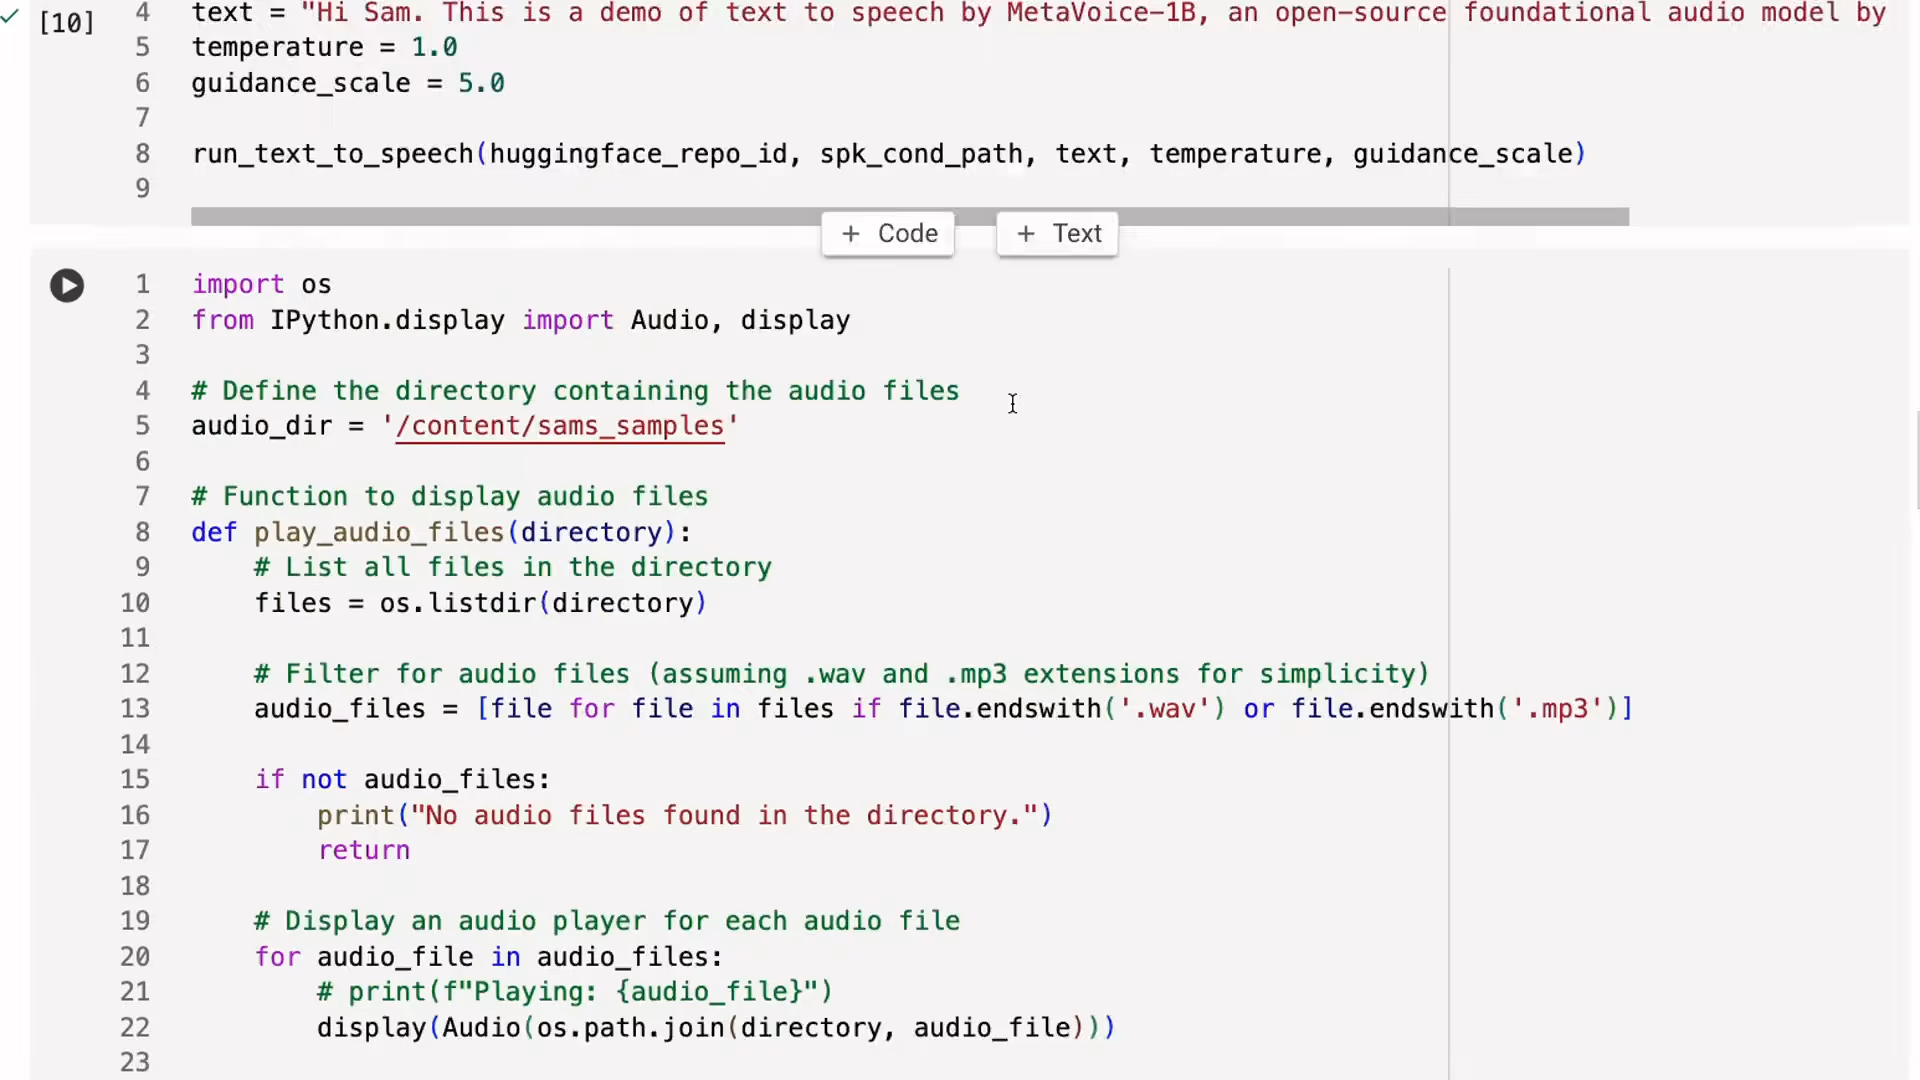 [10]
4 text = "Hi Sam. This is a demo of text to speech by MetaVoice-1B, an open-source foundational audio model by
5 temperature = 1.0
6 guidance_scale = 5.0
7
8 run_text_to_speech(huggingface_repo_id, spk_cond_path, text, temperature, guidance_scale)
9
+ Code + Text
1 import os
2 from IPython.display import Audio, display
3
4 # Define the directory containing the audio files
5 audio_dir = '/content/sams_samples'
6
7 # Function to display audio files
8 def play_audio_files(directory):
9     # List all files in the directory
10     files = os.listdir(directory)
11
12     # Filter for audio files (assuming .wav and .mp3 extensions for simplicity)
13     audio_files = [file for file in files if file.endswith('.wav') or file.endswith('.mp3')]
14
15     if not audio_files:
16         print("No audio files found in the directory.")
17         return
18
19     # Display an audio player for each audio file
20     for audio_file in audio_files:
21         # print(f"Playing: {audio_file}")
22         display(Audio(os.path.join(directory, audio_file)))
23